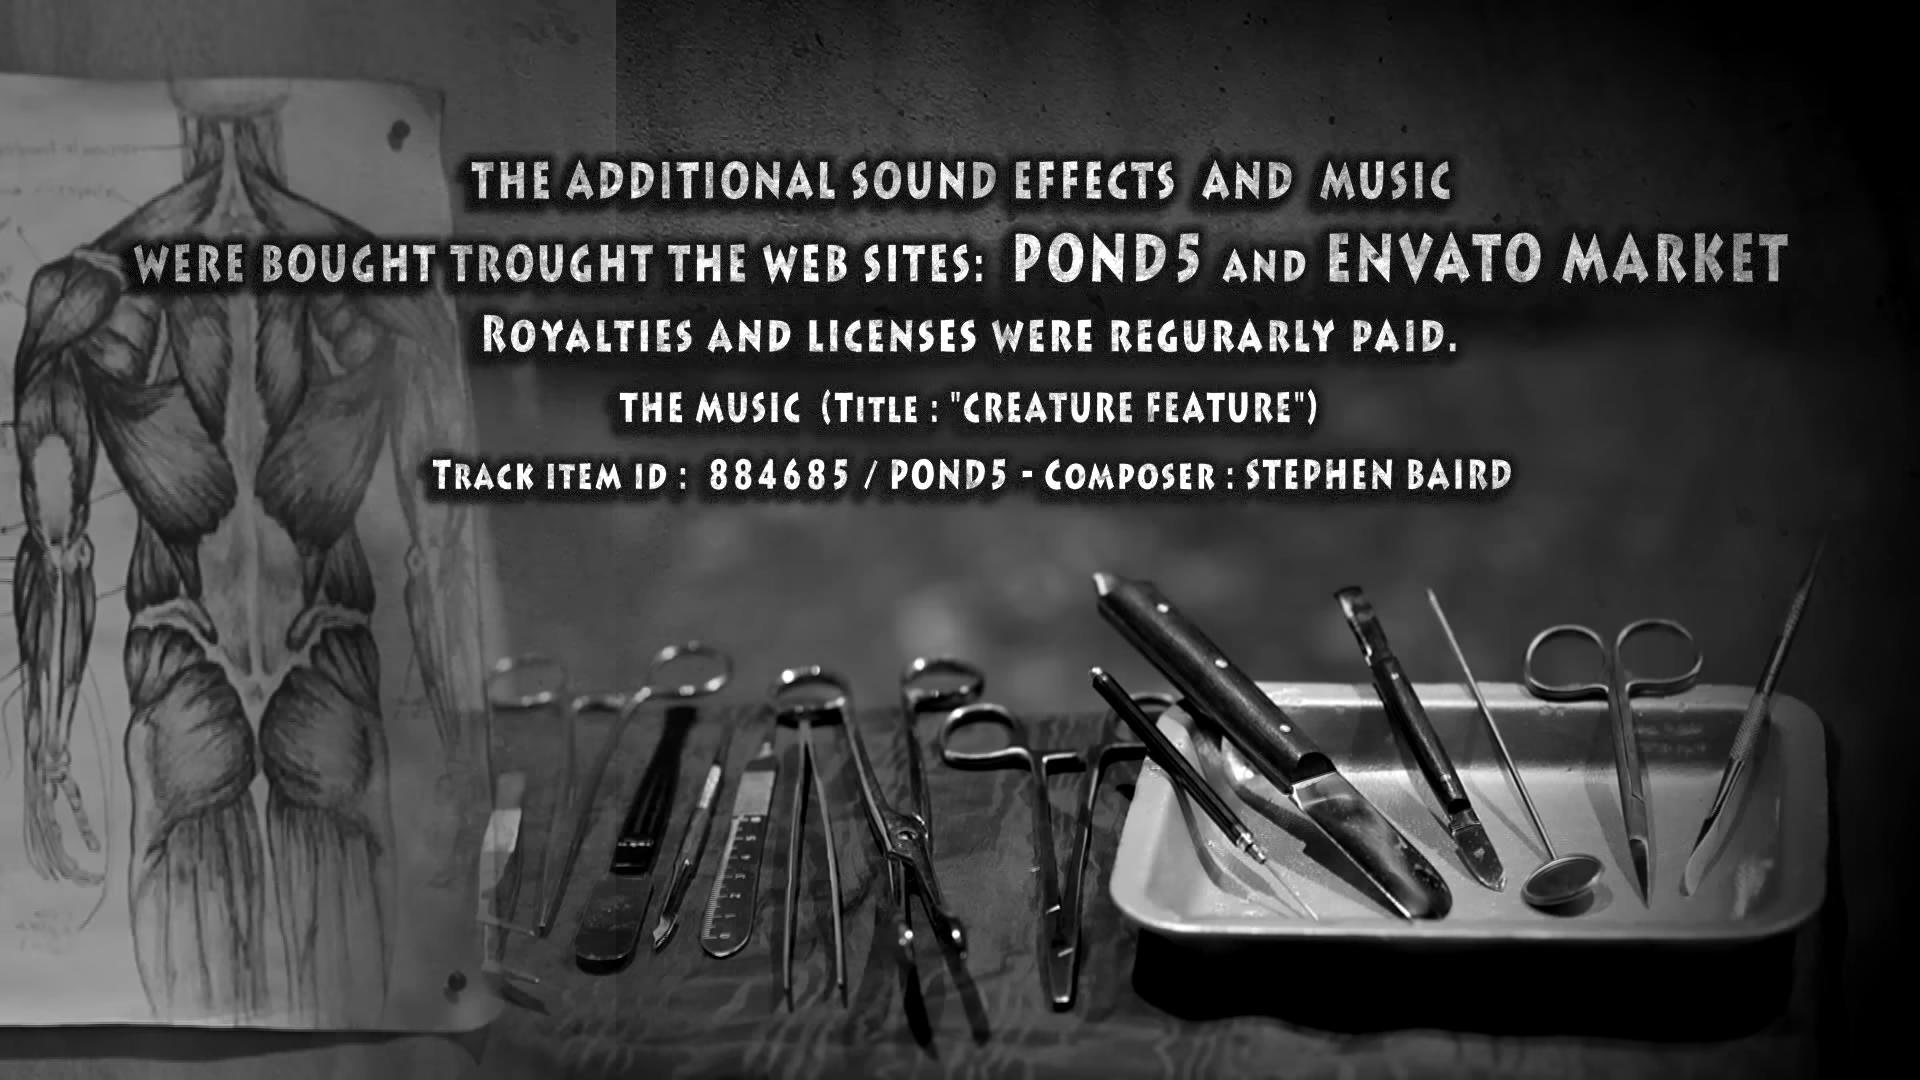 THE ADDITIONAL SOUND EFFECTS AND MUSIC
WERE BOUGHT TROUGHT THE WEB SITES: POND5 AND ENVATO MARKET
ROYALTIES AND LICENSES WERE REGURARLY PAID.
THE MUSIC (TITLE : "CREATURE FEATURE")
TRACK ITEM ID : 884685 / POND5 - COMPOSER : STEPHEN BAIRD